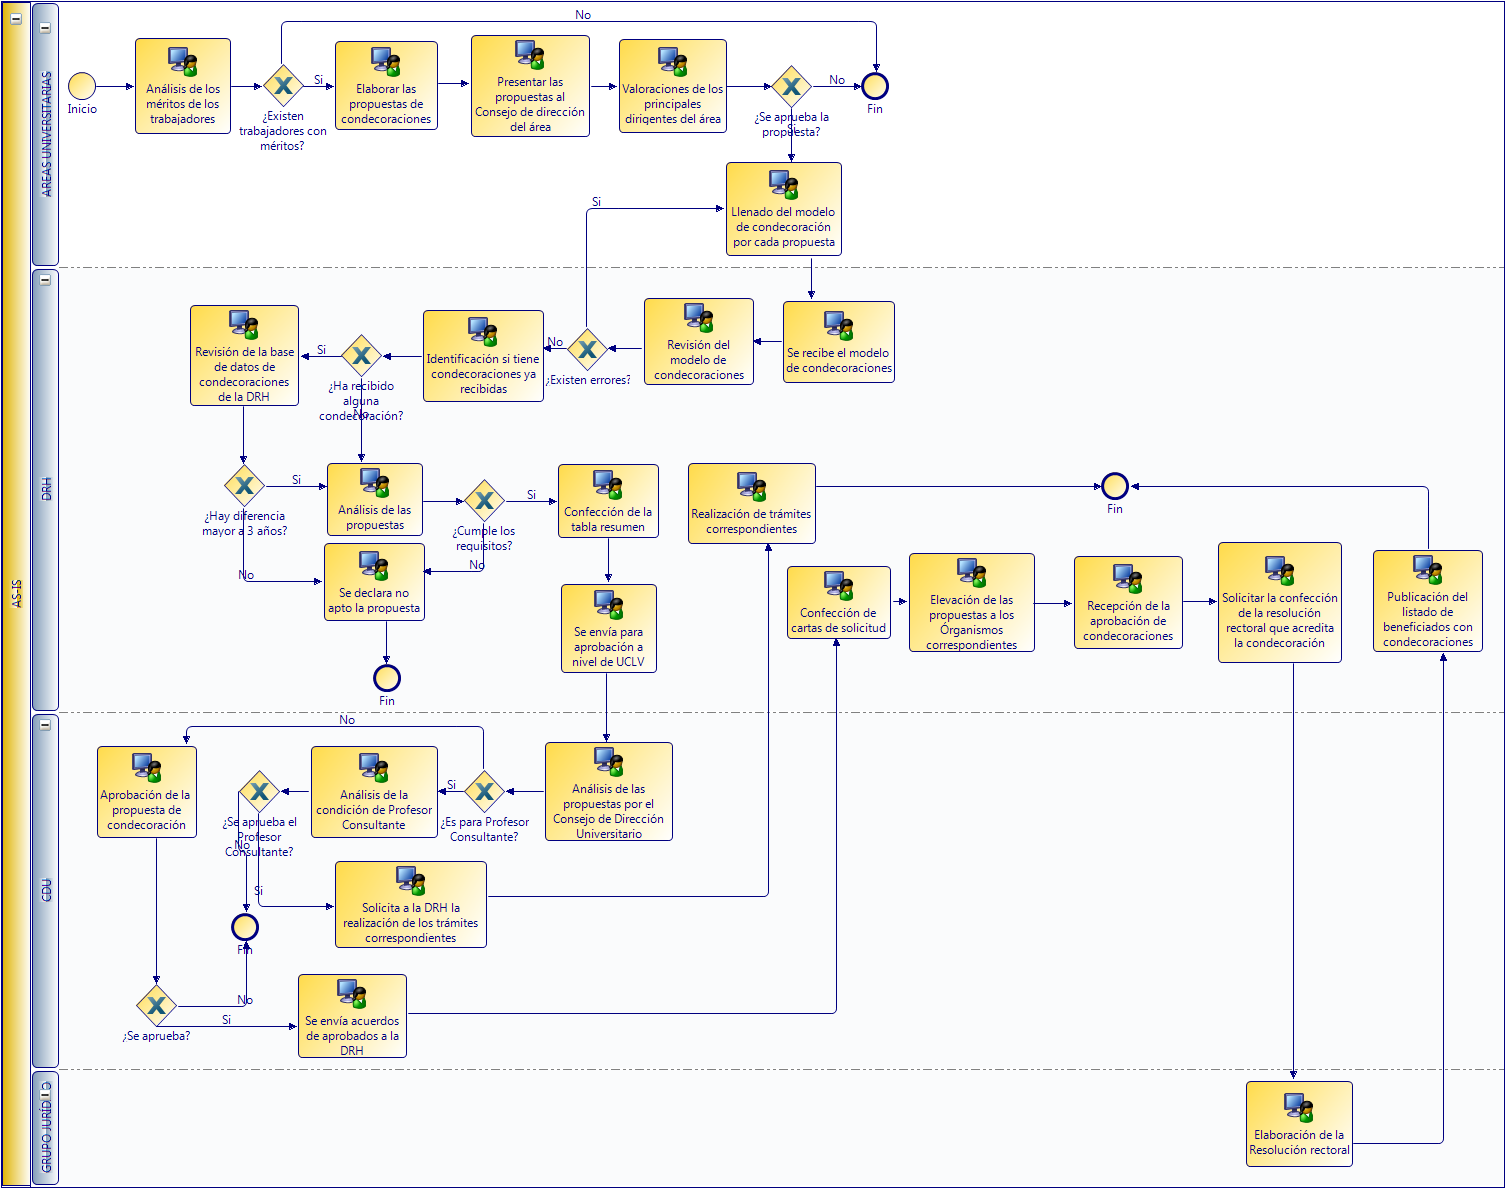 AS-IS
AREAS UNIVERSITARIAS
No
Inicio
Análisis de los
méritos de los
trabajadores
Si
¿Existen
trabajadores con
méritos?
Elaborar las
propuestas de
condecoraciones
Presentar las
propuestas al
Consejo de dirección
del área
Valoraciones de los
principales
dirigentes del área
No
¿Se aprueba la
propuesta?
Si
Fin
Llenado del modelo
de condecoración
por cada propuesta
Si
DRH
Revisión de la base
de datos de
condecoraciones
de la DRH
Si
¿Ha recibido
alguna
condecoración?
No
Identificación si tiene
condecoraciones ya
recibidas
No
¿Existen errores?
Revisión del
modelo de
condecoraciones
Se recibe el modelo
de condecoraciones
Si
¿Hay diferencia
mayor a 3 años?
No
Análisis de las
propuestas
Si
¿Cumple los
requisitos?
No
Confección de la
tabla resumen
Realización de trámites
correspondientes
Fin
Se declara no
apto la propuesta
Fin
Se envía para
aprobación a
nivel de UCLV
Confección de
cartas de solicitud
Elevación de las
propuestas a los
Órganismos
correspondientes
Recepción de la
aprobación de
condecoraciones
Solicitar la confección
de la resolución
rectoral que acredita
la condecoración
Publicación del
listado de
beneficiados con
condecoraciones
CDU
No
Aprobación de la
propuesta de
condecoración
¿Se aprueba el
Profesor
Consultante?
No
Si
Análisis de la
condición de Profesor
Consultante
Si
¿Es para Profesor
Consultante?
Análisis de las
propuestas por el
Consejo de Dirección
Universitario
Solicita a la DRH la
realización de los trámites
correspondientes
Fin
No
Si
¿Se aprueba?
Se envía acuerdos
de aprobados a la
DRH
GRUPO JURÍDICO
Elaboración de la
Resolución rectoral